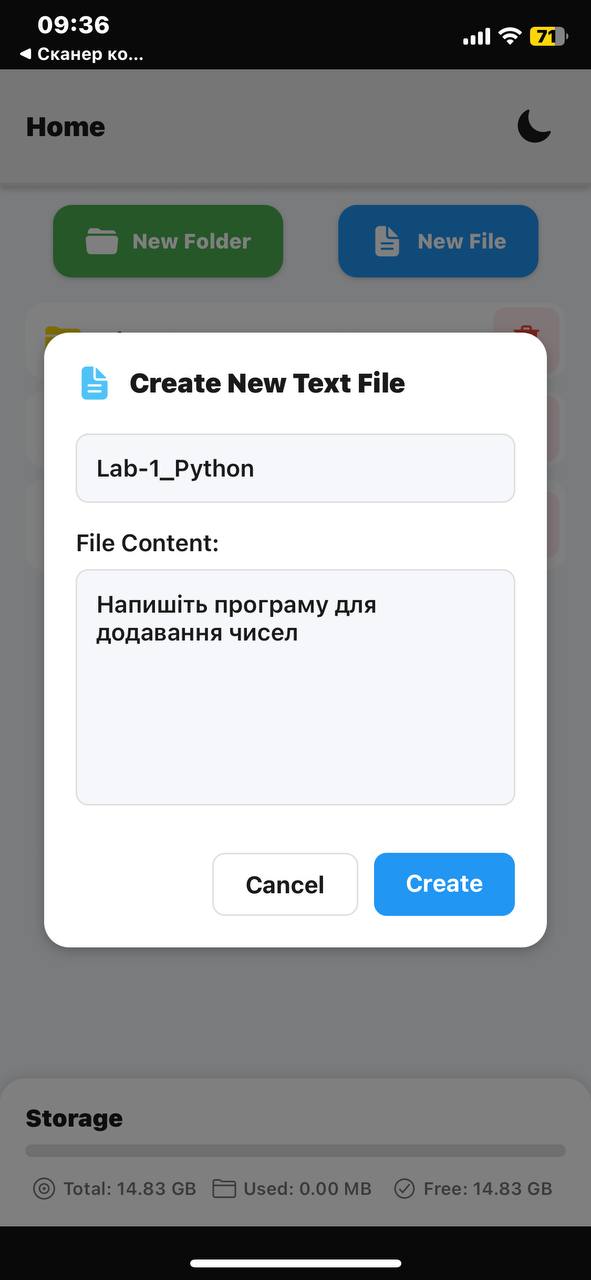 09:36
71
◀ Сканер ко...
Home
New Folder
New File
Create New Text File
Lab-1_Python
File Content:
Напишіть програму для
додавання чисел
Cancel
Create
Storage
Total: 14.83 GB
Used: 0.00 MB
Free: 14.83 GB